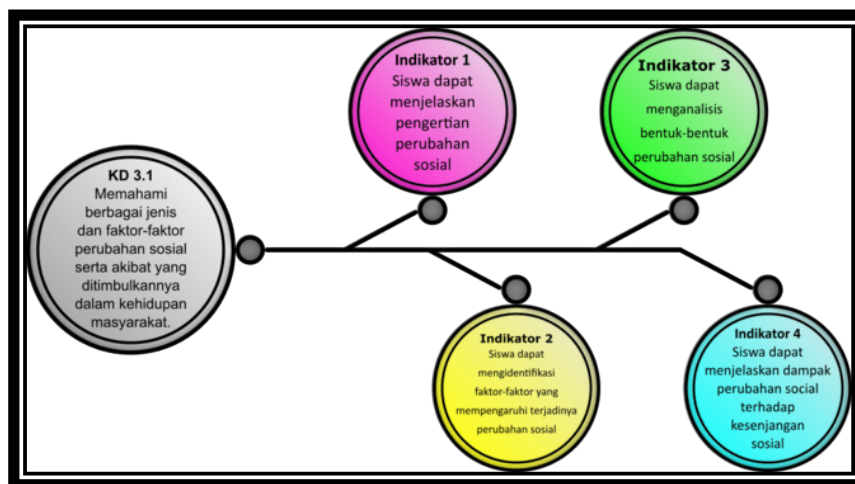 KD 3.1
Memahami
berbagai jenis
dan faktor-faktor
perubahan sosial
serta akibat yang
ditimbulkannya
dalam kehidupan
masyarakat.
Indikator 1
Siswa dapat
menjelaskan
pengertian
perubahan
sosial
Indikator 2
Siswa dapat
mengidentifikasi
faktor-faktor yang
mempengaruhi terjadinya
perubahan sosial
Indikator 3
Siswa dapat
menganalisis
bentuk-bentuk
perubahan sosial
Indikator 4
Siswa dapat
menjelaskan dampak
perubahan social
terhadap
kesenjangan
sosial